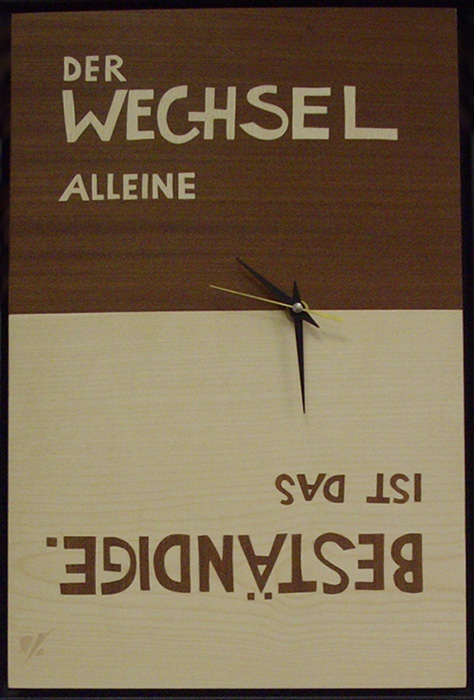 DER
WECHSEL
ALLEINE
IST DAS
BESTÄNDIGE.